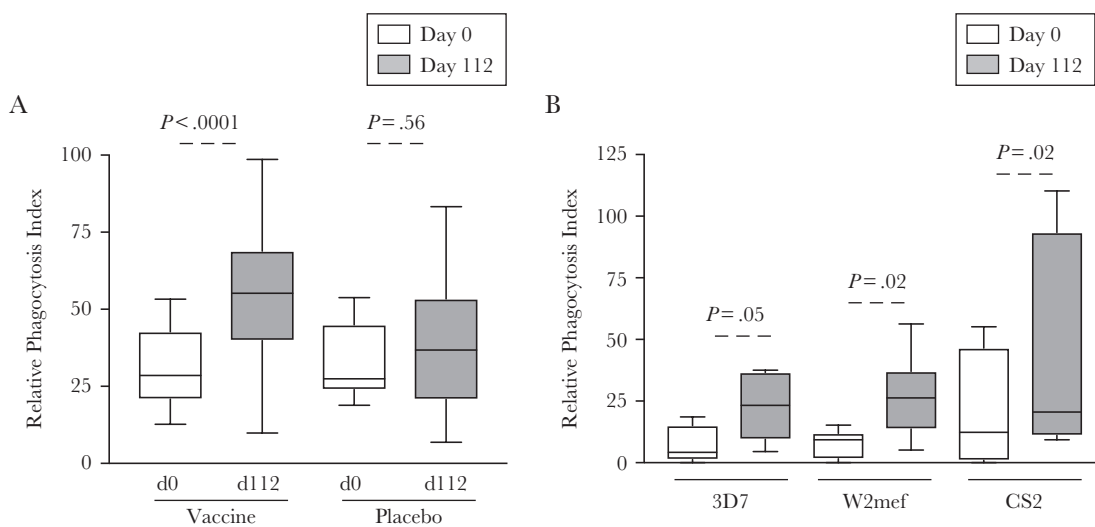 Day 0
Day 112
A
P<.0001
P=.56
100
75
50
25
0
Relative Phagocytosis Index
d0 d112 d0 d112
Vaccine Placebo
Day 0
Day 112
B
P=.02
P=.02
P=.05
125
100
75
50
25
0
Relative Phagocytosis Index
3D7 W2mef CS2